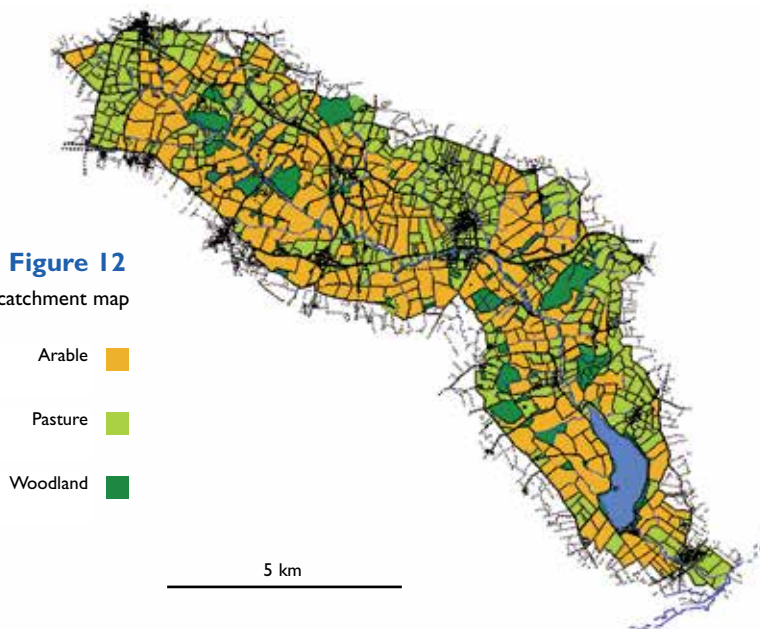 Figure 12
catchment map
Arable
Pasture
Woodland
5 km